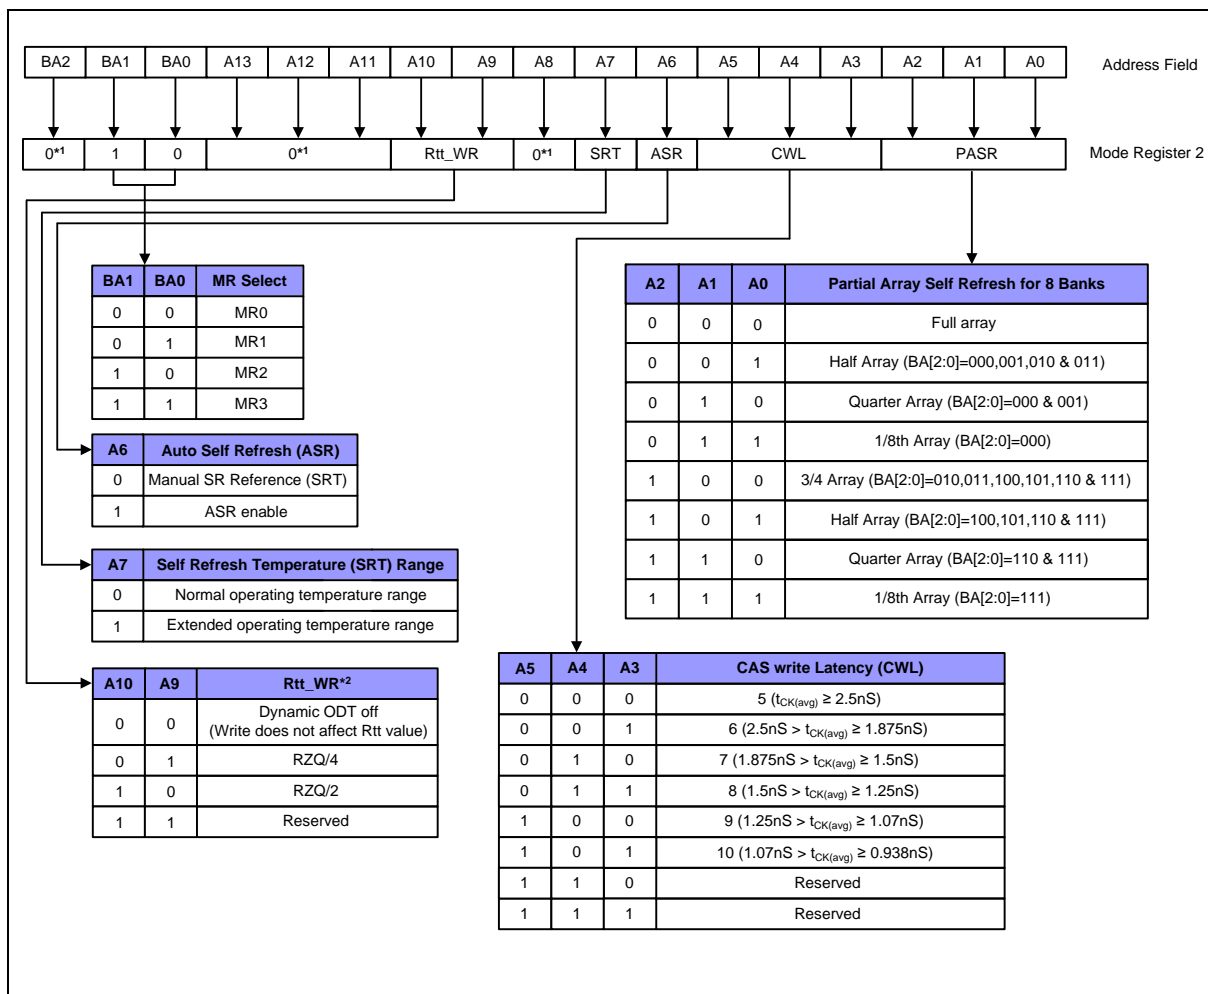 BA2 BA1 BA0 A13 A12 A11 A10 A9 A8 A7 A6 A5 A4 A3 A2 A1 A0 Address Field
0*1 1 0 0*1 Rtt_WR 0*1 SRT ASR CWL PASR Mode Register 2
BA1 BA0 MR Select
0 0 MR0
0 1 MR1
1 0 MR2
1 1 MR3
A6 Auto Self Refresh (ASR)
0 Manual SR Reference (SRT)
1 ASR enable
A7 Self Refresh Temperature (SRT) Range
0 Normal operating temperature range
1 Extended operating temperature range
A10 A9 Rtt_WR*2
0 0 Dynamic ODT off
(Write does not affect Rtt value)
0 1 RZQ/4
1 0 RZQ/2
1 1 Reserved
A2 A1 A0 Partial Array Self Refresh for 8 Banks
0 0 0 Full array
0 0 1 Half Array (BA[2:0]=000,001,010 & 011)
0 1 0 Quarter Array (BA[2:0]=000 & 001)
0 1 1 1/8th Array (BA[2:0]=000)
1 0 0 3/4 Array (BA[2:0]=010,011,100,101,110 & 111)
1 0 1 Half Array (BA[2:0]=100,101,110 & 111)
1 1 0 Quarter Array (BA[2:0]=110 & 111)
1 1 1 1/8th Array (BA[2:0]=111)
A5 A4 A3 CAS write Latency (CWL)
0 0 0 5 (tCK(avg) ≥ 2.5nS)
0 0 1 6 (2.5nS > tCK(avg) ≥ 1.875nS)
0 1 0 7 (1.875nS > tCK(avg) ≥ 1.5nS)
0 1 1 8 (1.5nS > tCK(avg) ≥ 1.25nS)
1 0 0 9 (1.25nS > tCK(avg) ≥ 1.07nS)
1 0 1 10 (1.07nS > tCK(avg) ≥ 0.938nS)
1 1 0 Reserved
1 1 1 Reserved